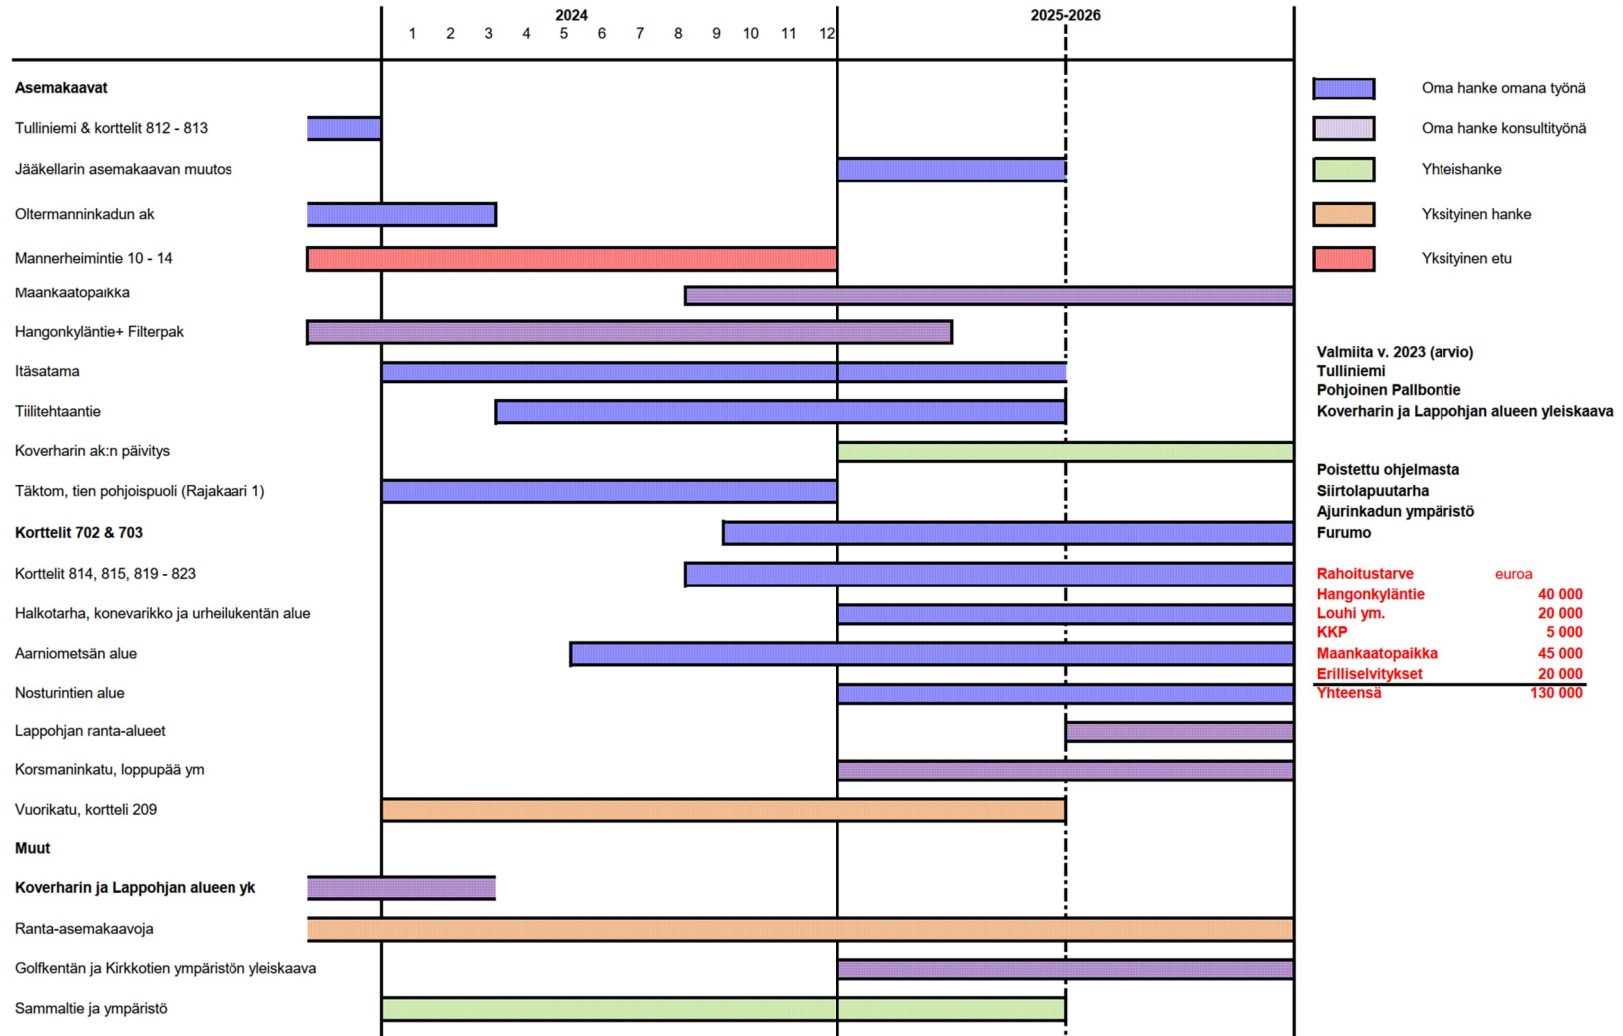 2024 2025-2026
1 2 3 4 5 6 7 8 9 10 11 12
Asemakaavat
Tulliniemi & korttelit 812 - 813
Jääkellarin asemakaavan muutos
Oltermanninkadun ak
Mannerheimintie 10 - 14
Maankaatopaikka
Hangonkyläntie+ Filterpak
Itäsatama
Tiilitehtaantie
Koverharin ak:n päivitys
Täktom, tien pohjoispuoli (Rajakaari 1)
Korttelit 702 & 703
Korttelit 814, 815, 819 - 823
Halkotarha, konevarikko ja urheilukentän alue
Aarniometsän alue
Nosturintien alue
Lappohjan ranta-alueet
Korsmaninkatu, loppupää ym
Vuorikatu, kortteli 209
Muut
Koverharin ja Lappohjan alueen yk
Ranta-asemakaavoja
Golfkentän ja Kirkkotien ympäristön yleiskaava
Sammaltie ja ympäristö
Oma hanke omana työnä
Oma hanke konsultityönä
Yhteishanke
Yksityinen hanke
Yksityinen etu
Valmiita v. 2023 (arvio)
Tulliniemi
Pohjoinen Pallbontie
Koverharin ja Lappohjan alueen yleiskaava
Poistettu ohjelmasta
Siirtolapuutarha
Ajurinkadun ympäristö
Furumo
Rahoitustarve euroa
Hangonkyläntie 40 000
Louhi ym. 20 000
KKP 5 000
Maankaatopaikka 45 000
Erilliselvitykset 20 000
Yhteensä 130 000